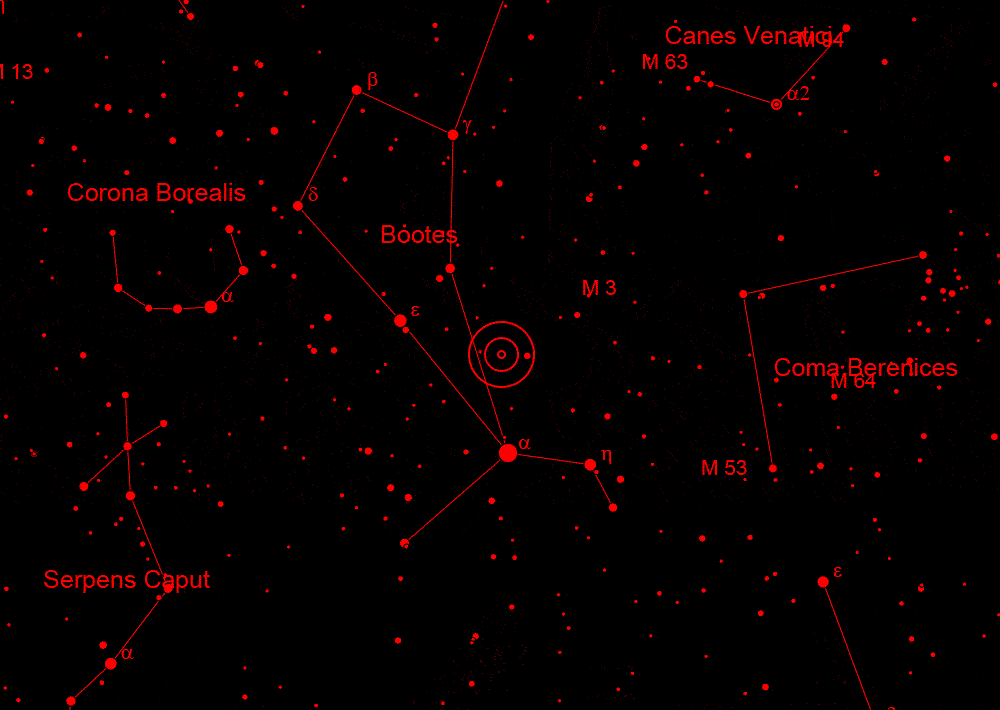 Canes Venatici
M 94
M 63
M 13
β
α2
γ
Corona Borealis
δ
Bootes
M 3
α
ε
Coma Berenices
M 64
α
η
M 53
Serpens Caput
ε
α